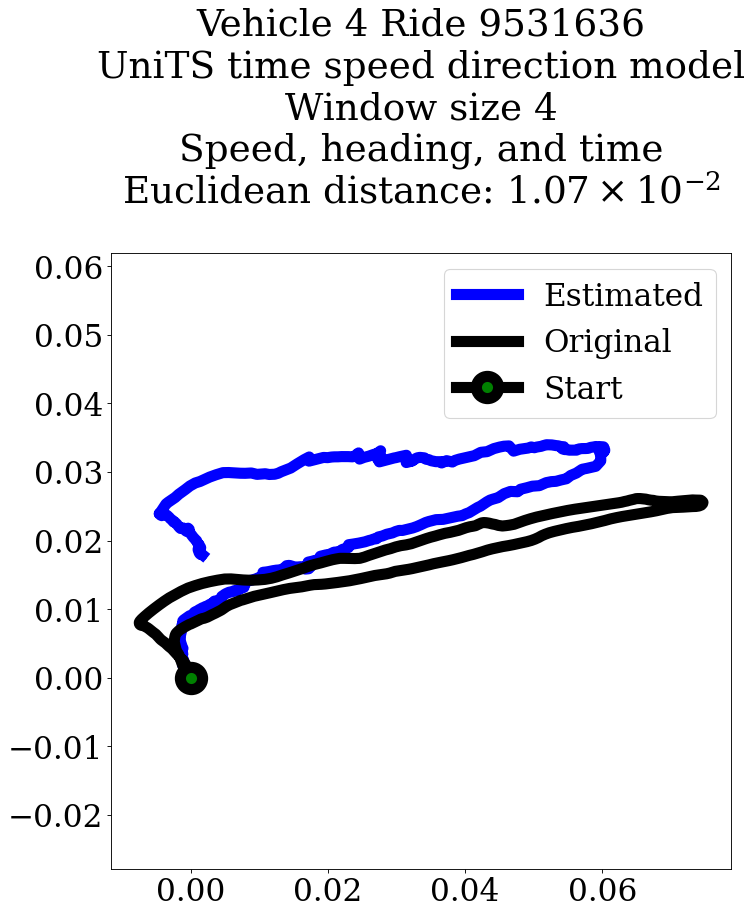 Vehicle 4 Ride 9531636
UniTS time speed direction model
Window size 4
Speed, heading, and time
Euclidean distance: 1.07 × 10⁻²
Estimated
Original
Start
0.06
0.05
0.04
0.03
0.02
0.01
0.00
−0.01
−0.02
0.00 0.02 0.04 0.06